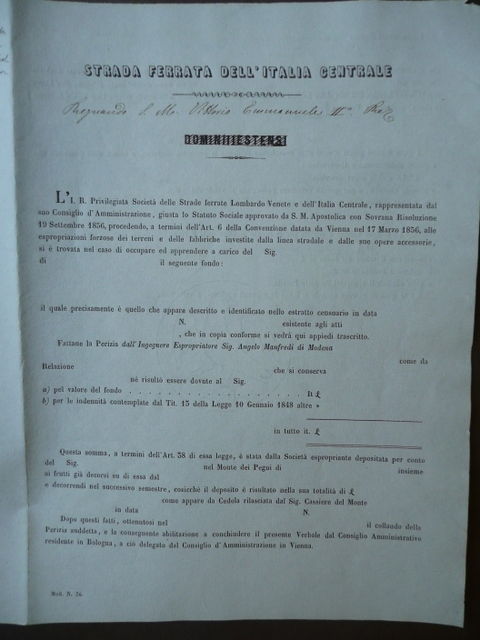 STRADA FERRATA DELL'ITALIA CENTRALE
Regnando S. M. Vittorio Emmanuele II° Re
DOMINII ESTENSI
L'I. R. Privilegiata Società delle Strade ferrate Lombardo Venete e dell'Italia Centrale, rappresentata dal
suo Consiglio d'Amministrazione, giusta lo Statuto Sociale approvato da S. M. Apostolica con Sovrana Risoluzione
19 Settembre 1856, procedendo, a termini dell'Art. 6 della Convenzione datata da Vienna nel 17 Marzo 1856, alle
espropriazioni forzose dei terreni e delle fabbriche investite dalla linea stradale e dalle sue opere accessorie,
si è trovata nel caso di occupare ed apprendere a carico del Sig.
di il seguente fondo:
il quale precisamente è quello che appare descritto e identificato nello estratto censuario in data
N. esistente agli atti
, che in copia conforme si vedrà qui appiedi trascritto.
Fattane la Perizia dall'Ingegnere Espropriatore Sig. Angelo Manfredi di Modena
come da
Relazione che si conserva
nè risultò essere dovute al Sig.
a) pel valore del fondo . . . . . . . . . . . . . . . . . . It £
b) per le indennità contemplate dal Tit. 15 della Legge 10 Gennaio 1848 altre »
in tutto it. £
Questa somma, a termini dell'Art. 38 di essa legge, è stata dalla Società espropriante depositata per conto
del Sig. nel Monte dei Pegni di insieme
ai frutti già decorsi su di essa dal
e decorrendi nel successivo semestre, cosicchè il deposito è risultato nella sua totalità di £
come appare da Cedola rilasciata dal Sig. Cassiere del Monte
in data N.
Dopo questi fatti, ottenutosi nel il collaudo della
Perizia suddetta, e la conseguente abilitazione a conchiudere il presente Verbale dal Consiglio Amministrativo
residente in Bologna, a ciò delegato dal Consiglio d'Amministrazione in Vienna.
Mod. N. 24.